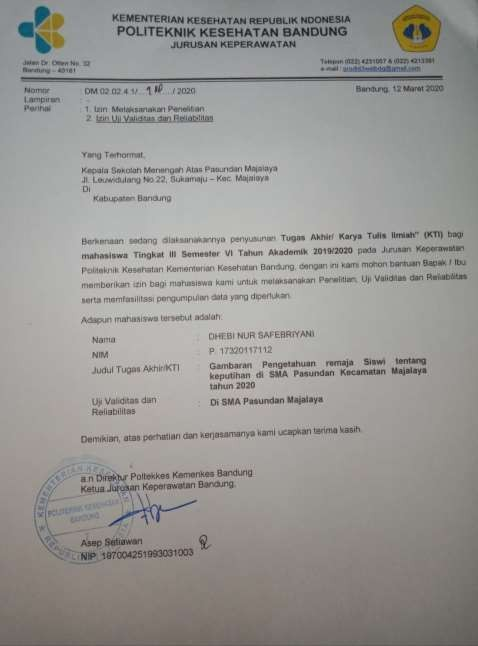 KEMENTERIAN KESEHATAN REPUBLIK NDONESIA
POLITEKNIK KESEHATAN BANDUNG
JURUSAN KEPERAWATAN
Jalan Dr. Otten No. 32
Bandung – 40161
Telepon (022) 4231057 & (022) 4213391
e-mail :
Nomor : DM.02.02.4.1/.../2020
Bandung, 12 Maret 2020
Lampiran : -
Perihal : 1. Izin Melaksanakan Penelitian
2. Izin Uji Validitas dan Reliabilitas
Yang Terhormat,
Kepala Sekolah Menengah Atas Pasundan Majalaya
Jl. Leuwidulang No.22, Sukamaju – Kec. Majalaya
Di
Kabupaten Bandung
Berkenaan sedang dilaksanakannya penyusunan Tugas Akhir/ Karya Tulis Ilmiah" (KTI) bagi
mahasiswa Tingkat III Semester VI Tahun Akademik 2019/2020 pada Jurusan Keperawatan
Politeknik Kesehatan Kementerian Kesehatan Bandung, dengan ini kami mohon bantuan Bapak / Ibu
memberikan izin bagi mahasiswa kami untuk melaksanakan Penelitian, Uji Validitas dan Reliabilitas
serta memfasilitasi pengumpulan data yang diperlukan.
Adapun mahasiswa tersebut adalah:
Nama : DHEBI NUR SAFEBRIYANI
NIM : P. 17320117112
Judul Tugas Akhir/KTI : Gambaran Pengetahuan remaja Siswi tentang
keputihan di SMA Pasundan Kecamatan Majalaya
tahun 2020
Uji Validitas dan : Di SMA Pasundan Majalaya
Reliabilitas
Demikian, atas perhatian dan kerjasamanya kami ucapkan terima kasih.
a.n Direktur Poltekkes Kemenkes Bandung
Ketua Jurusan Keperawatan Bandung,
KEMENTERIAN KESEHATAN
POLITEKNIK KESEHATAN
BANDUNG
REPUBLIK INDONESIA
Asep Setiawan
NIP. 197004251993031003